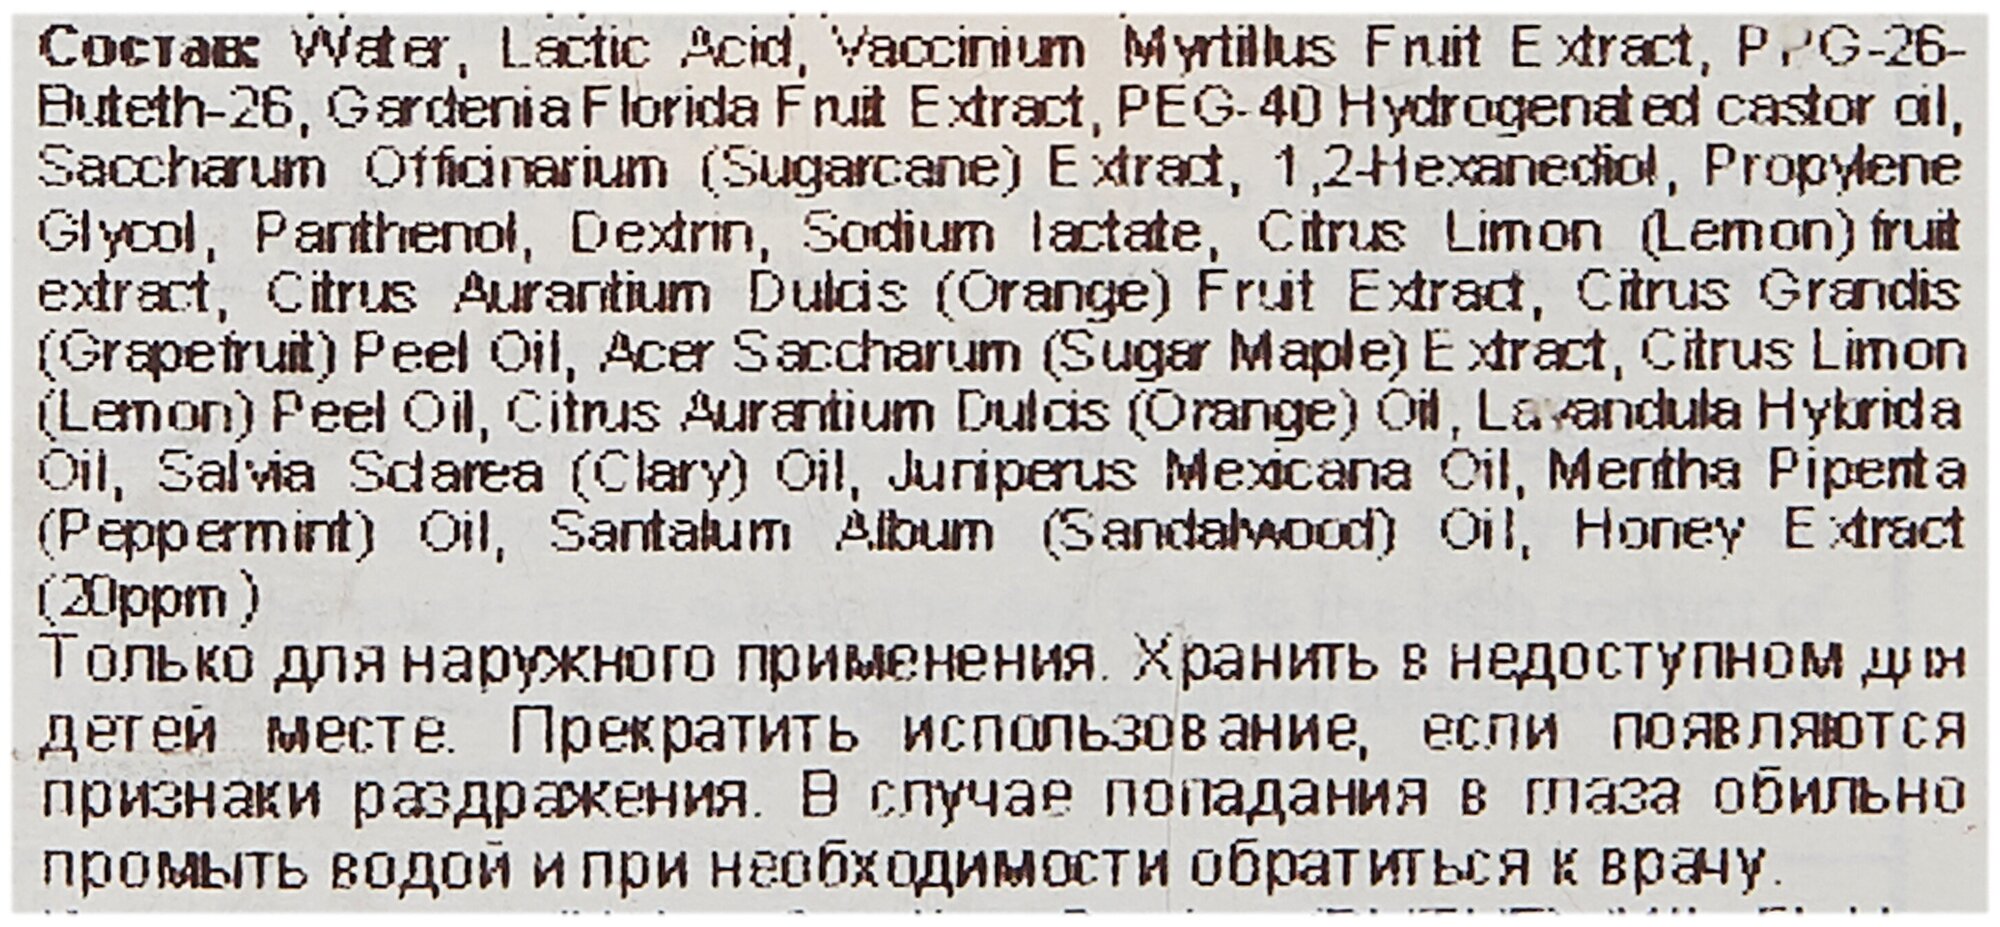 Состав: Water, Lactic Acid, Vaccinium Myrtillus Fruit Extract, PPG-26-
Buteth-26, Gardenia Florida Fruit Extract, PEG-40 Hydrogenated castor oil,
Saccharum Officinarium (Sugarcane) Extract, 1,2-Hexanediol, Propylene
Glycol, Panthenol, Dextrin, Sodium lactate, Citrus Limon (Lemon) fruit
extract, Citrus Aurantium Dulcis (Orange) Fruit Extract, Citrus Grandis
(Grapefruit) Peel Oil, Acer Saccharum (Sugar Maple) Extract, Citrus Limon
(Lemon) Peel Oil, Citrus Aurantium Dulcis (Orange) Oil, Lavandula Hybrida
Oil, Salvia Sclarea (Clary) Oil, Juniperus Mexicana Oil, Mentha Piperita
(Peppermint) Oil, Santalum Album (Sandalwood) Oil, Honey Extract
(20ppm)
Только для наружного применения. Хранить в недоступном для
детей месте. Прекратить использование, если появляются
признаки раздражения. В случае попадания в глаза обильно
промыть водой и при необходимости обратиться к врачу.